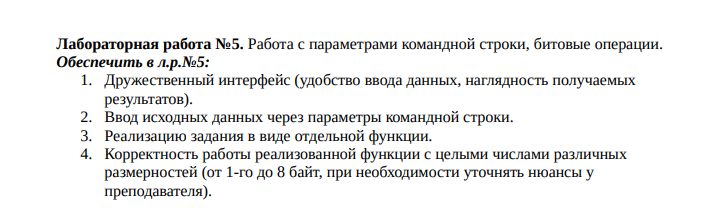 Лабораторная работа №5. Работа с параметрами командной строки, битовые операции.
Обеспечить в л.р.№5:
1. Дружественный интерфейс (удобство ввода данных, наглядность получаемых
результатов).
2. Ввод исходных данных через параметры командной строки.
3. Реализацию задания в виде отдельной функции.
4. Корректность работы реализованной функции с целыми числами различных
размерностей (от 1-го до 8 байт, при необходимости уточнять нюансы у
преподавателя).